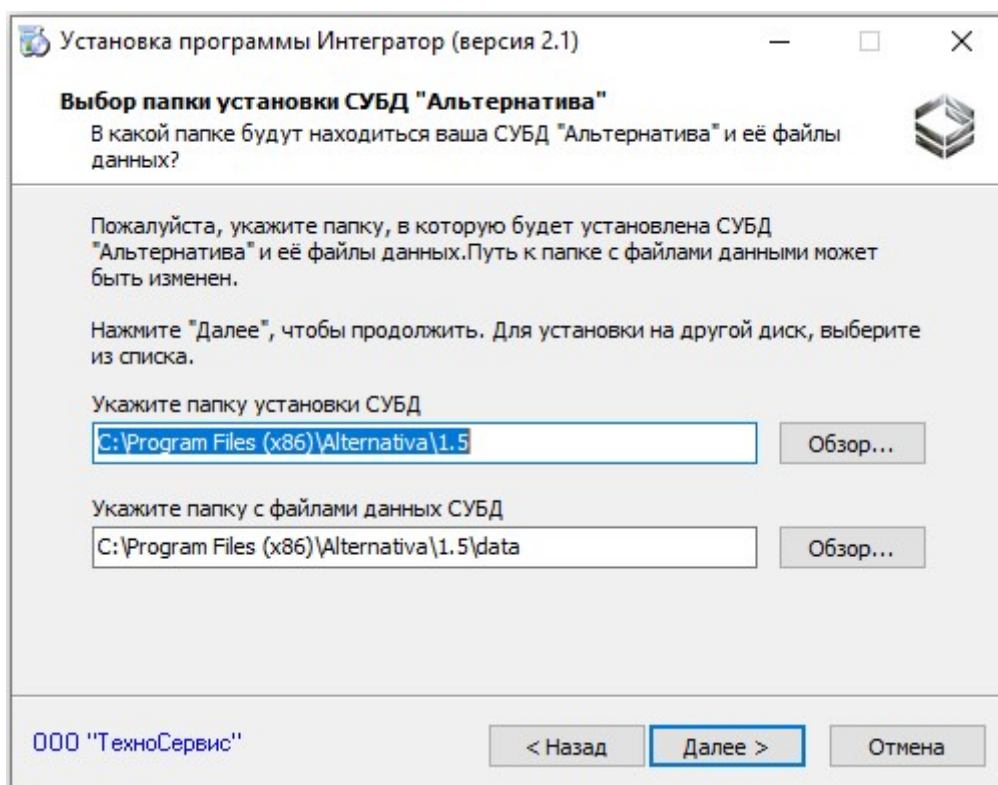 Установка программы Интегратор (версия 2.1)
Выбор папки установки СУБД "Альтернатива"
В какой папке будут находиться ваша СУБД "Альтернатива" и её файлы
данных?
Пожалуйста, укажите папку, в которую будет установлена СУБД
"Альтернатива" и её файлы данных.Путь к папке с файлами данными может
быть изменен.
Нажмите "Далее", чтобы продолжить. Для установки на другой диск, выберите
из списка.
Укажите папку установки СУБД
C:\Program Files (x86)\Alternativa\1.5
Обзор...
Укажите папку с файлами данных СУБД
C:\Program Files (x86)\Alternativa\1.5\data
Обзор...
ООО "ТехноСервис"
< Назад
Далее >
Отмена